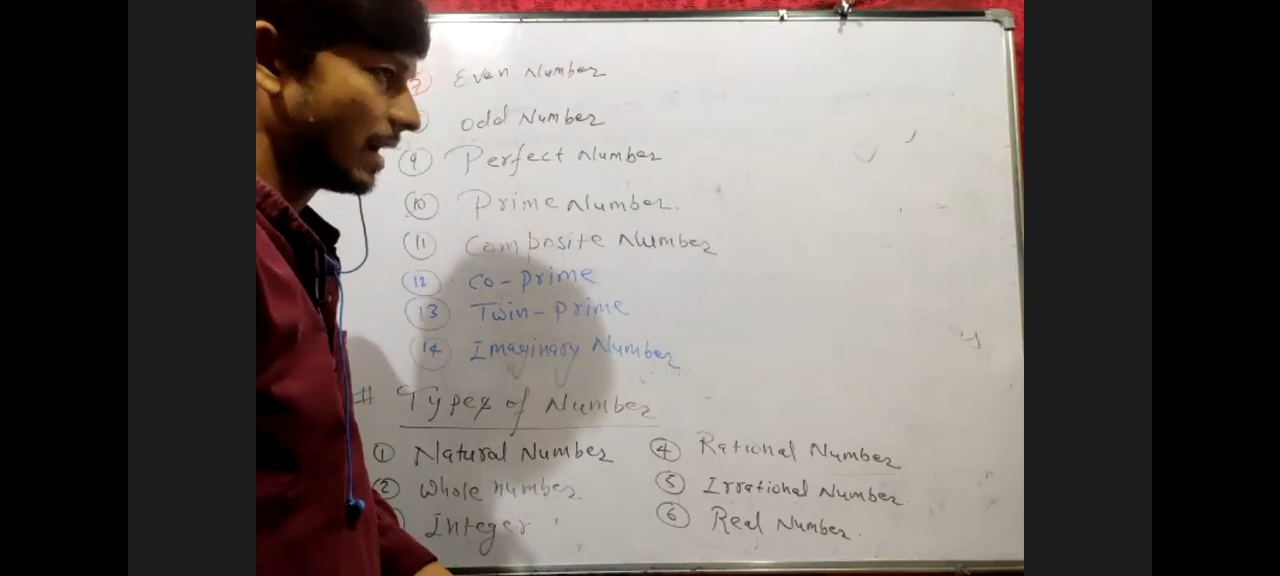 7 Even Number
Odd Number
9 Perfect Number
10 Prime Number.
11 Composite Number
12 Co-prime
13 Twin-prime
14 Imaginary Number
# Types of Number
1 Natural Number
2 Whole number
Integer
4 Rational Number
5 Irrational Number.
6 Real Number.